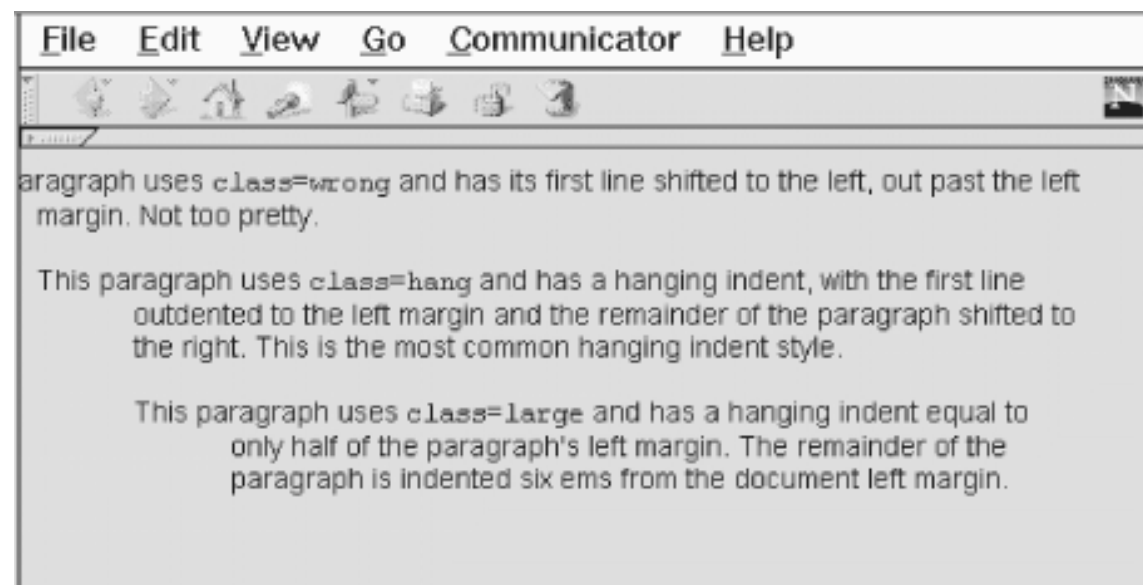 File Edit View Go Communicator Help
N
aragraph uses class=wrong and has its first line shifted to the left, out past the left
margin. Not too pretty.
This paragraph uses class=hang and has a hanging indent, with the first line
outdented to the left margin and the remainder of the paragraph shifted to
the right. This is the most common hanging indent style.
This paragraph uses class=large and has a hanging indent equal to
only half of the paragraph's left margin. The remainder of the
paragraph is indented six ems from the document left margin.